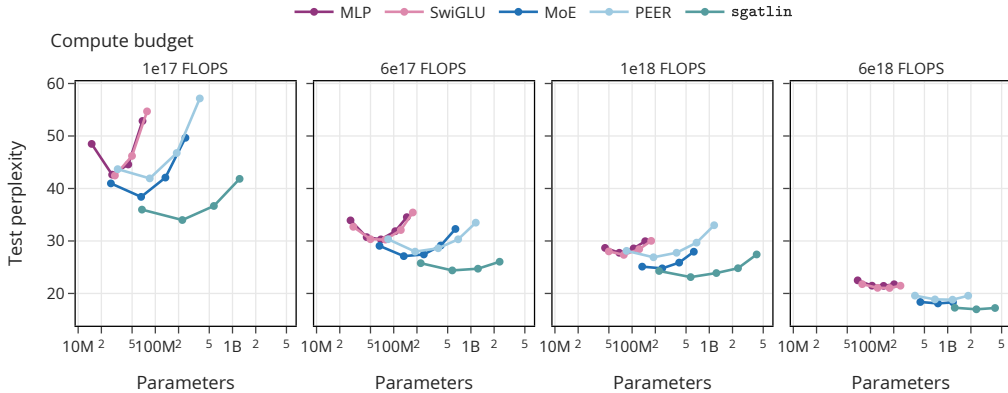 MLP SwiGLU MoE PEER sgatlin
Compute budget
1e17 FLOPS 6e17 FLOPS 1e18 FLOPS 6e18 FLOPS
60
50
40
30
20
Test perplexity
10M 2 5 100M 2 5 1B 2 5 10M 2 5 100M 2 5 1B 2 5 10M 2 5 100M 2 5 1B 2 5 10M 2 5 100M 2 5 1B 2 5
Parameters Parameters Parameters Parameters